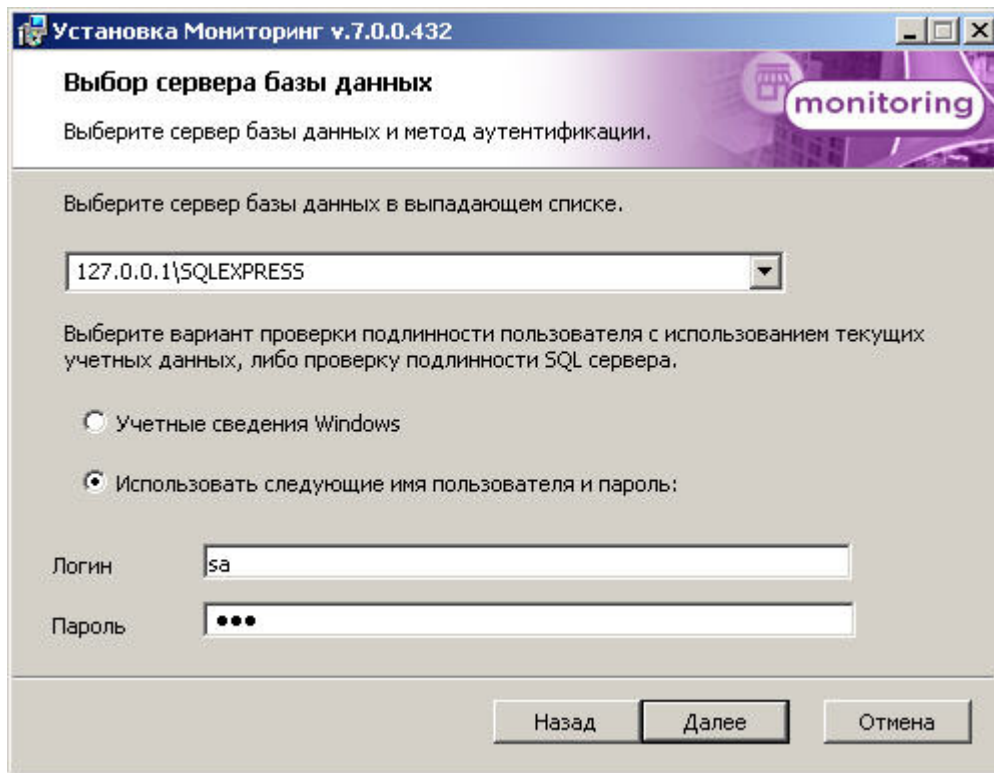 Установка Мониторинг v.7.0.0.432
Выбор сервера базы данных
monitoring
Выберите сервер базы данных и метод аутентификации.
Выберите сервер базы данных в выпадающем списке.
127.0.0.1\SQLEXPRESS
Выберите вариант проверки подлинности пользователя с использованием текущих
учетных данных, либо проверку подлинности SQL сервера.
Учетные сведения Windows
Использовать следующие имя пользователя и пароль:
Логин
sa
Пароль
●●●
Назад
Далее
Отмена